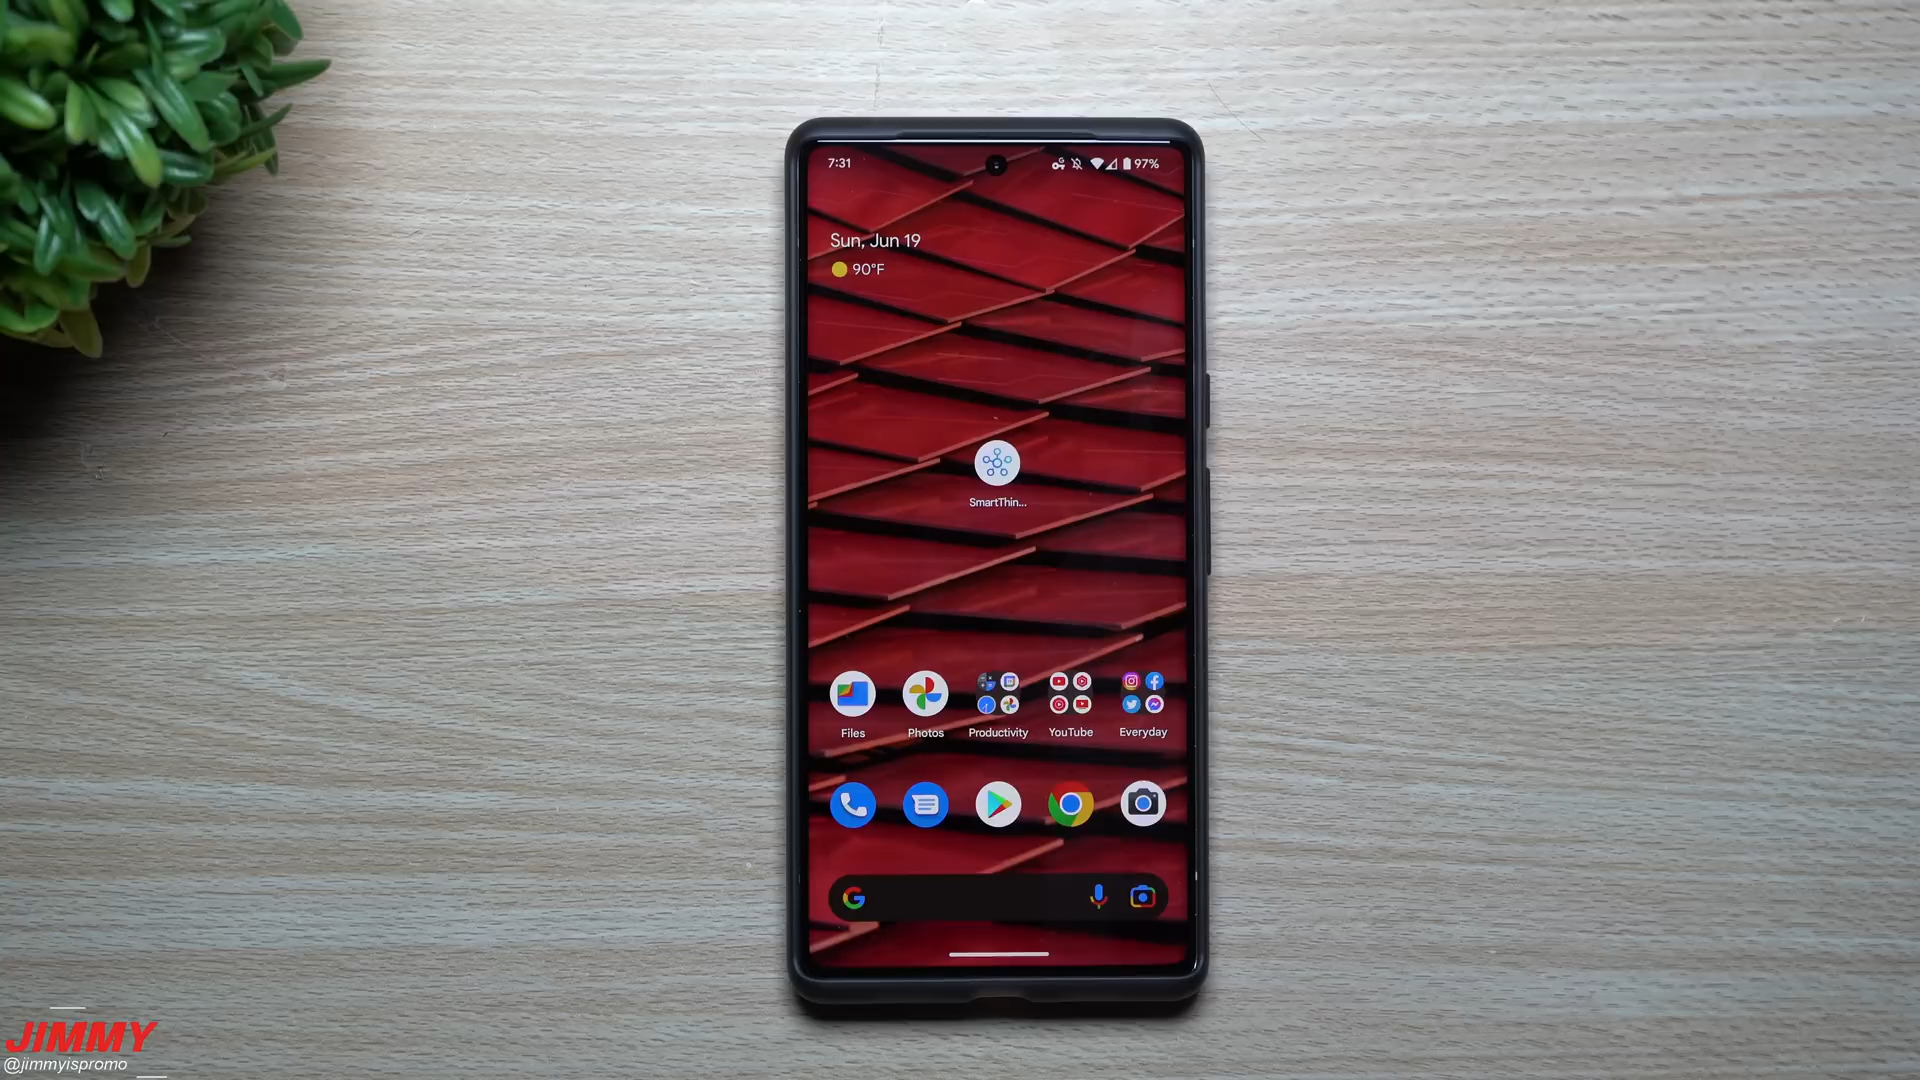 7:31
97%
Sun, Jun 19
90°F
SmartThin...
Files
Photos
Productivity
YouTube
Everyday
JIMMY
@jimmyispromo